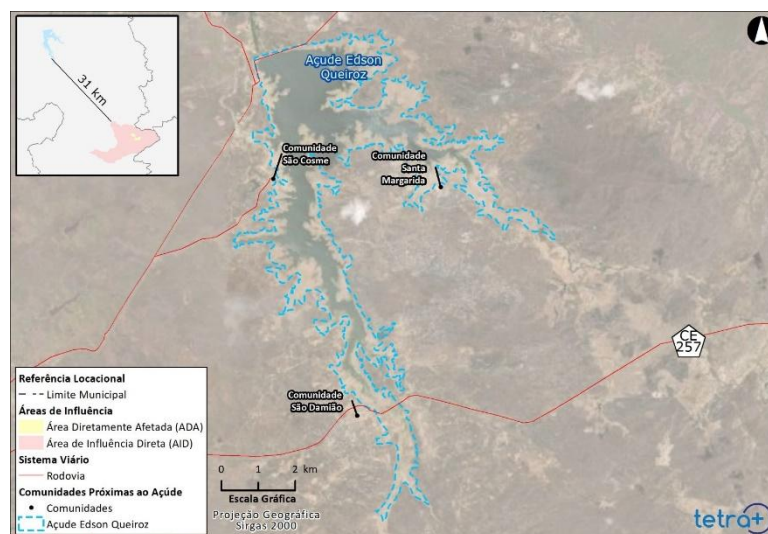 31 km
Açude Edson
Queiroz
Comunidade
São Cosme
Comunidade
Santa
Margarida
CE
257
Comunidade
São Damião
Referência Locacional
Limite Municipal
Áreas de Influência
Área Diretamente Afetada (ADA)
Área de Influência Direta (AID)
Sistema Viário
Rodovia
Comunidades Próximas ao Açúde
Comunidades
Açude Edson Queiroz
0 1 2 km
Escala Gráfica
Projeção Geográfica
Sirgas 2000
tetra+